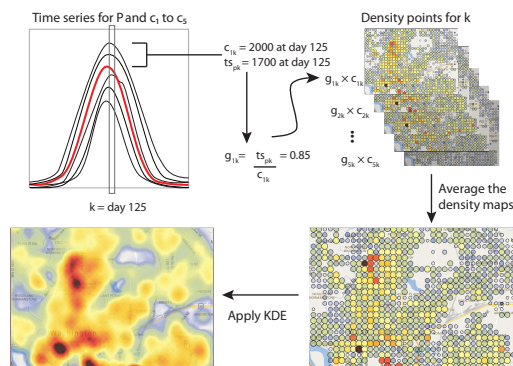 Time series for P and c₁ to c₅
Density points for k
c₁ₖ = 2000 at day 125
tsₚₖ = 1700 at day 125
g₁ₖ × c₁ₖ
g₂ₖ × c₂ₖ
g₅ₖ × c₅ₖ
g₁ₖ= tsₚₖ = 0.85
c₁ₖ
k = day 125
Average the
density maps
Apply KDE